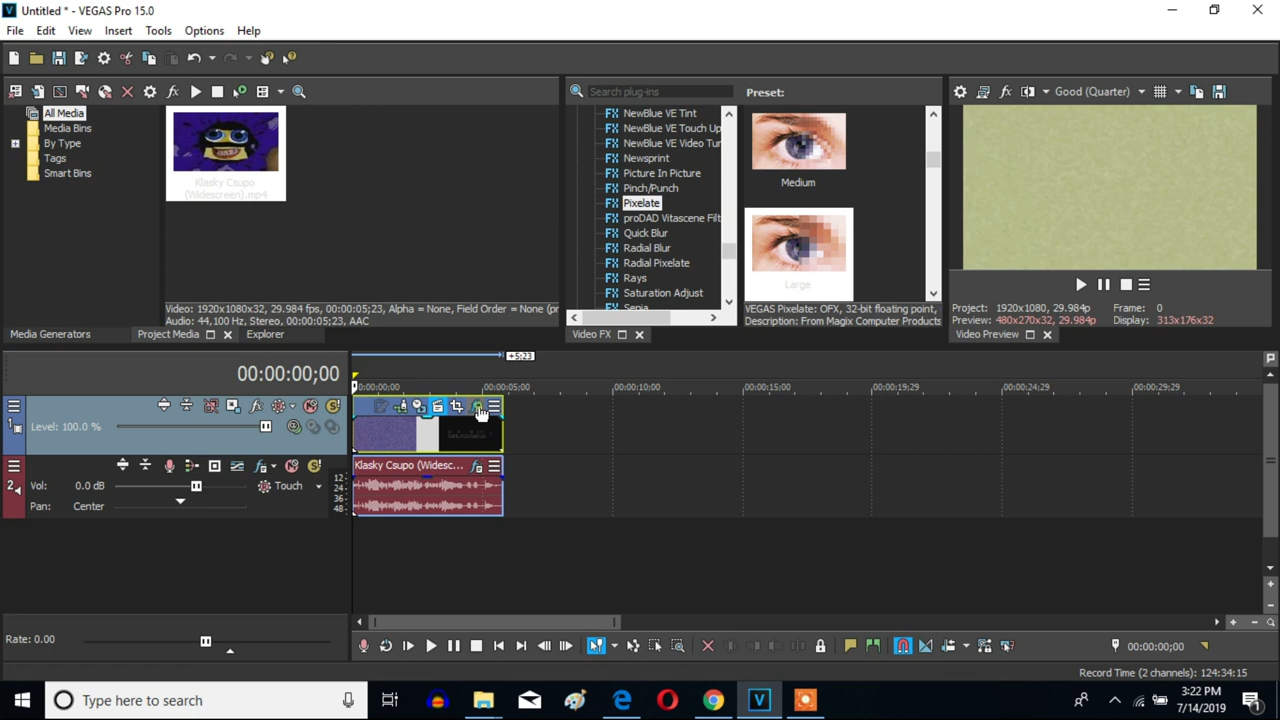 Untitled * - VEGAS Pro 15.0
File Edit View Insert Tools Options Help
All Media
Media Bins
By Type
Tags
Smart Bins
Klasky Csupo
(Widescreen).mp4
Video: 1920x1080x32, 29.984 fps, 00:00:05;23, Alpha = None, Field Order = None (pr
Audio: 44,100 Hz, Stereo, 00:00:05;23, AAC
Media Generators
Project Media
Explorer
Search plug-ins
FX NewBlue VE Tint
FX NewBlue VE Touch Up
FX NewBlue VE Video Tur
FX Newsprint
FX Picture In Picture
FX Pinch/Punch
FX Pixelate
FX proDAD Vitascene Filt
FX Quick Blur
FX Radial Blur
FX Radial Pixelate
FX Rays
FX Saturation Adjust
FX Sepia
Preset:
Medium
Large
VEGAS Pixelate: OFX, 32-bit floating point,
Description: From Magix Computer Products
Video FX
Good (Quarter)
Project: 1920x1080, 29.984p
Frame: 0
Preview: 480x270x32, 29.984p
Display: 313x176x32
Video Preview
00:00:00;00
+5;23
00:00:00;00 00:00:05;00 00:00:10;00 00:00:15;00 00:00:19;29 00:00:24;29 00:00:29;29
1
Level: 100.0 %
2
Vol: 0.0 dB
Touch
Pan: Center
12
24
36
48
Klasky Csupo (Widesc...
Rate: 0.00
00:00:00;00
Record Time (2 channels): 124:34:15
Type here to search
3:22 PM
7/14/2019
1